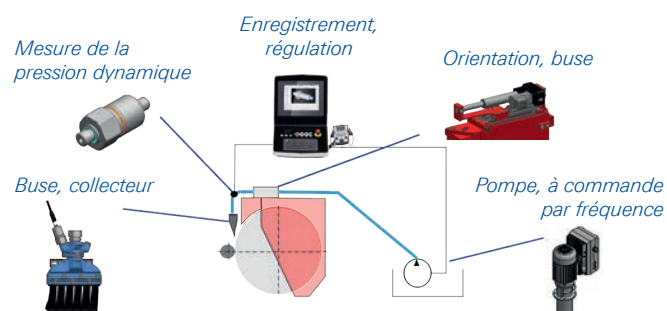 Enregistrement,
régulation
Mesure de la
pression dynamique
Orientation, buse
Buse, collecteur
Pompe, à commande
par fréquence